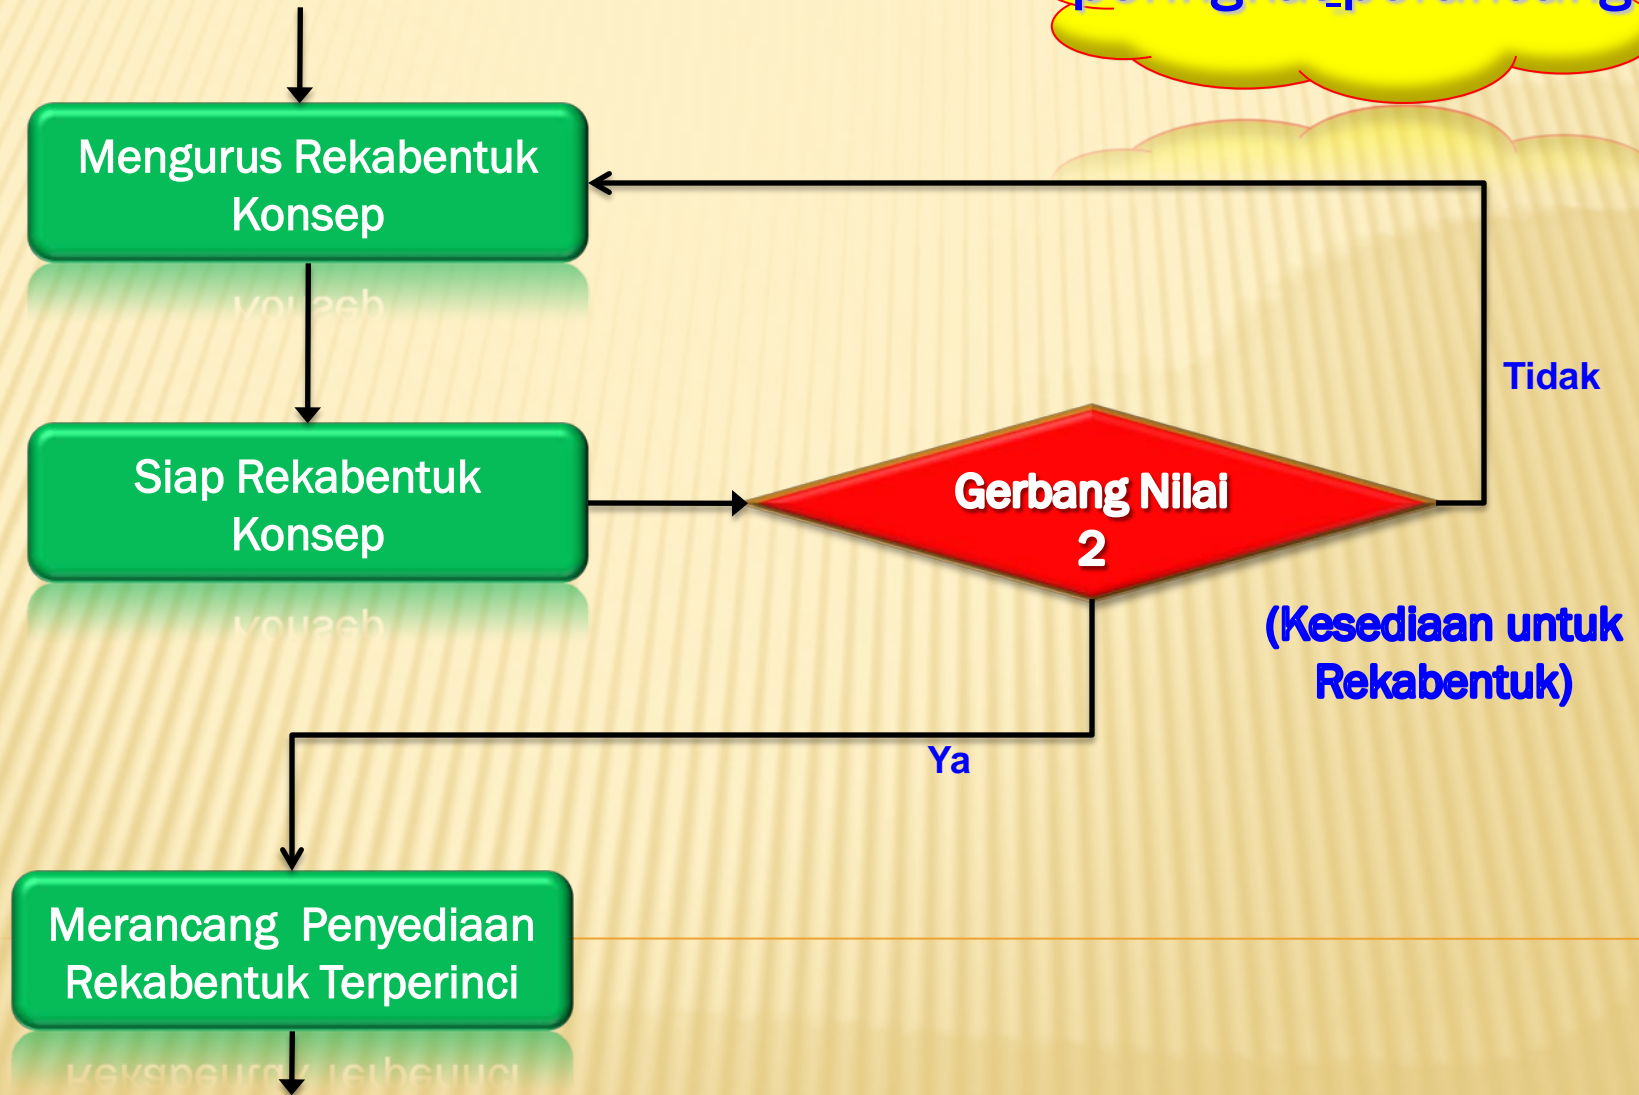 Mengurus Rekabentuk
Konsep
Tidak
Siap Rekabentuk
Konsep
Gerbang Nilai
2
(Kesediaan untuk
Rekabentuk)
Ya
Merancang Penyediaan
Rekabentuk Terperinci